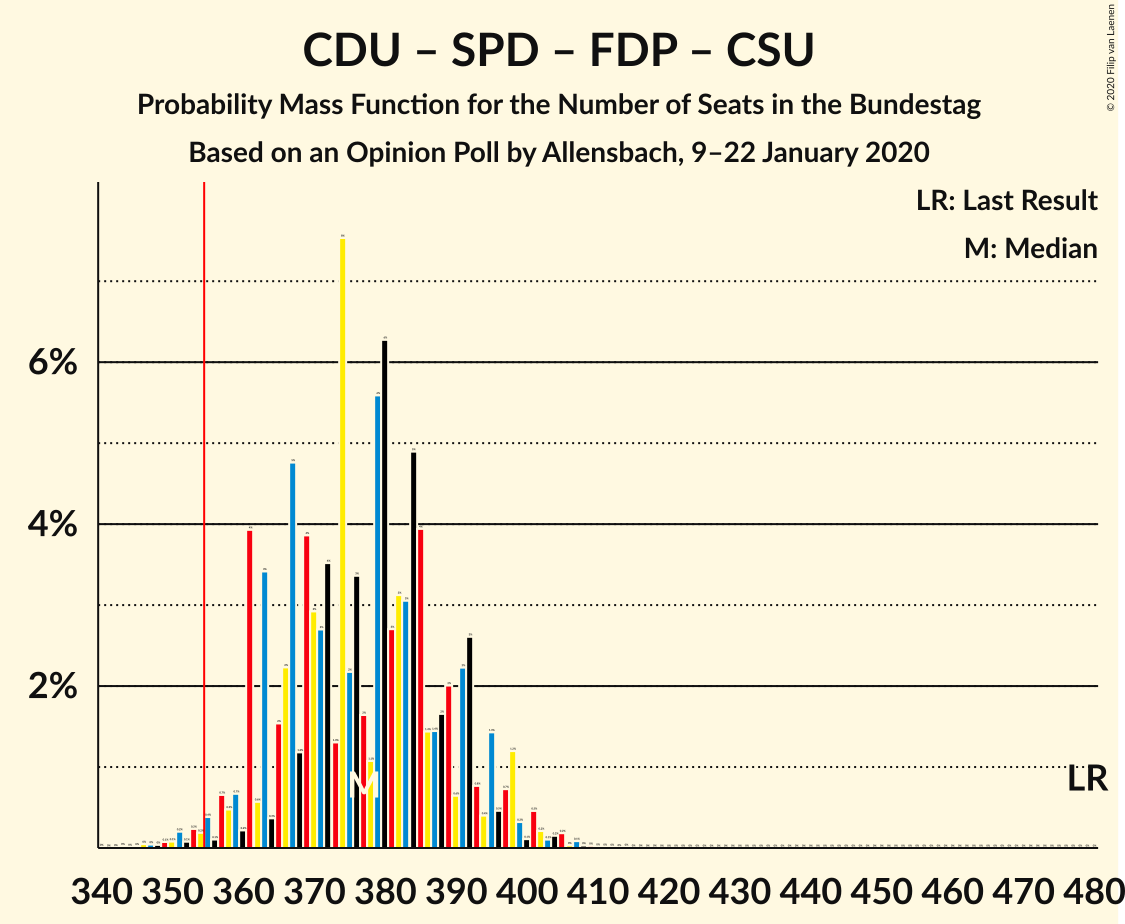 CDU – SPD – FDP – CSU
Probability Mass Function for the Number of Seats in the Bundestag
Based on an Opinion Poll by Allensbach, 9–22 January 2020
© 2020 Filip van Laenen
LR: Last Result
M: Median
6%
4%
2%
M
LR
340 350 360 370 380 390 400 410 420 430 440 450 460 470 480